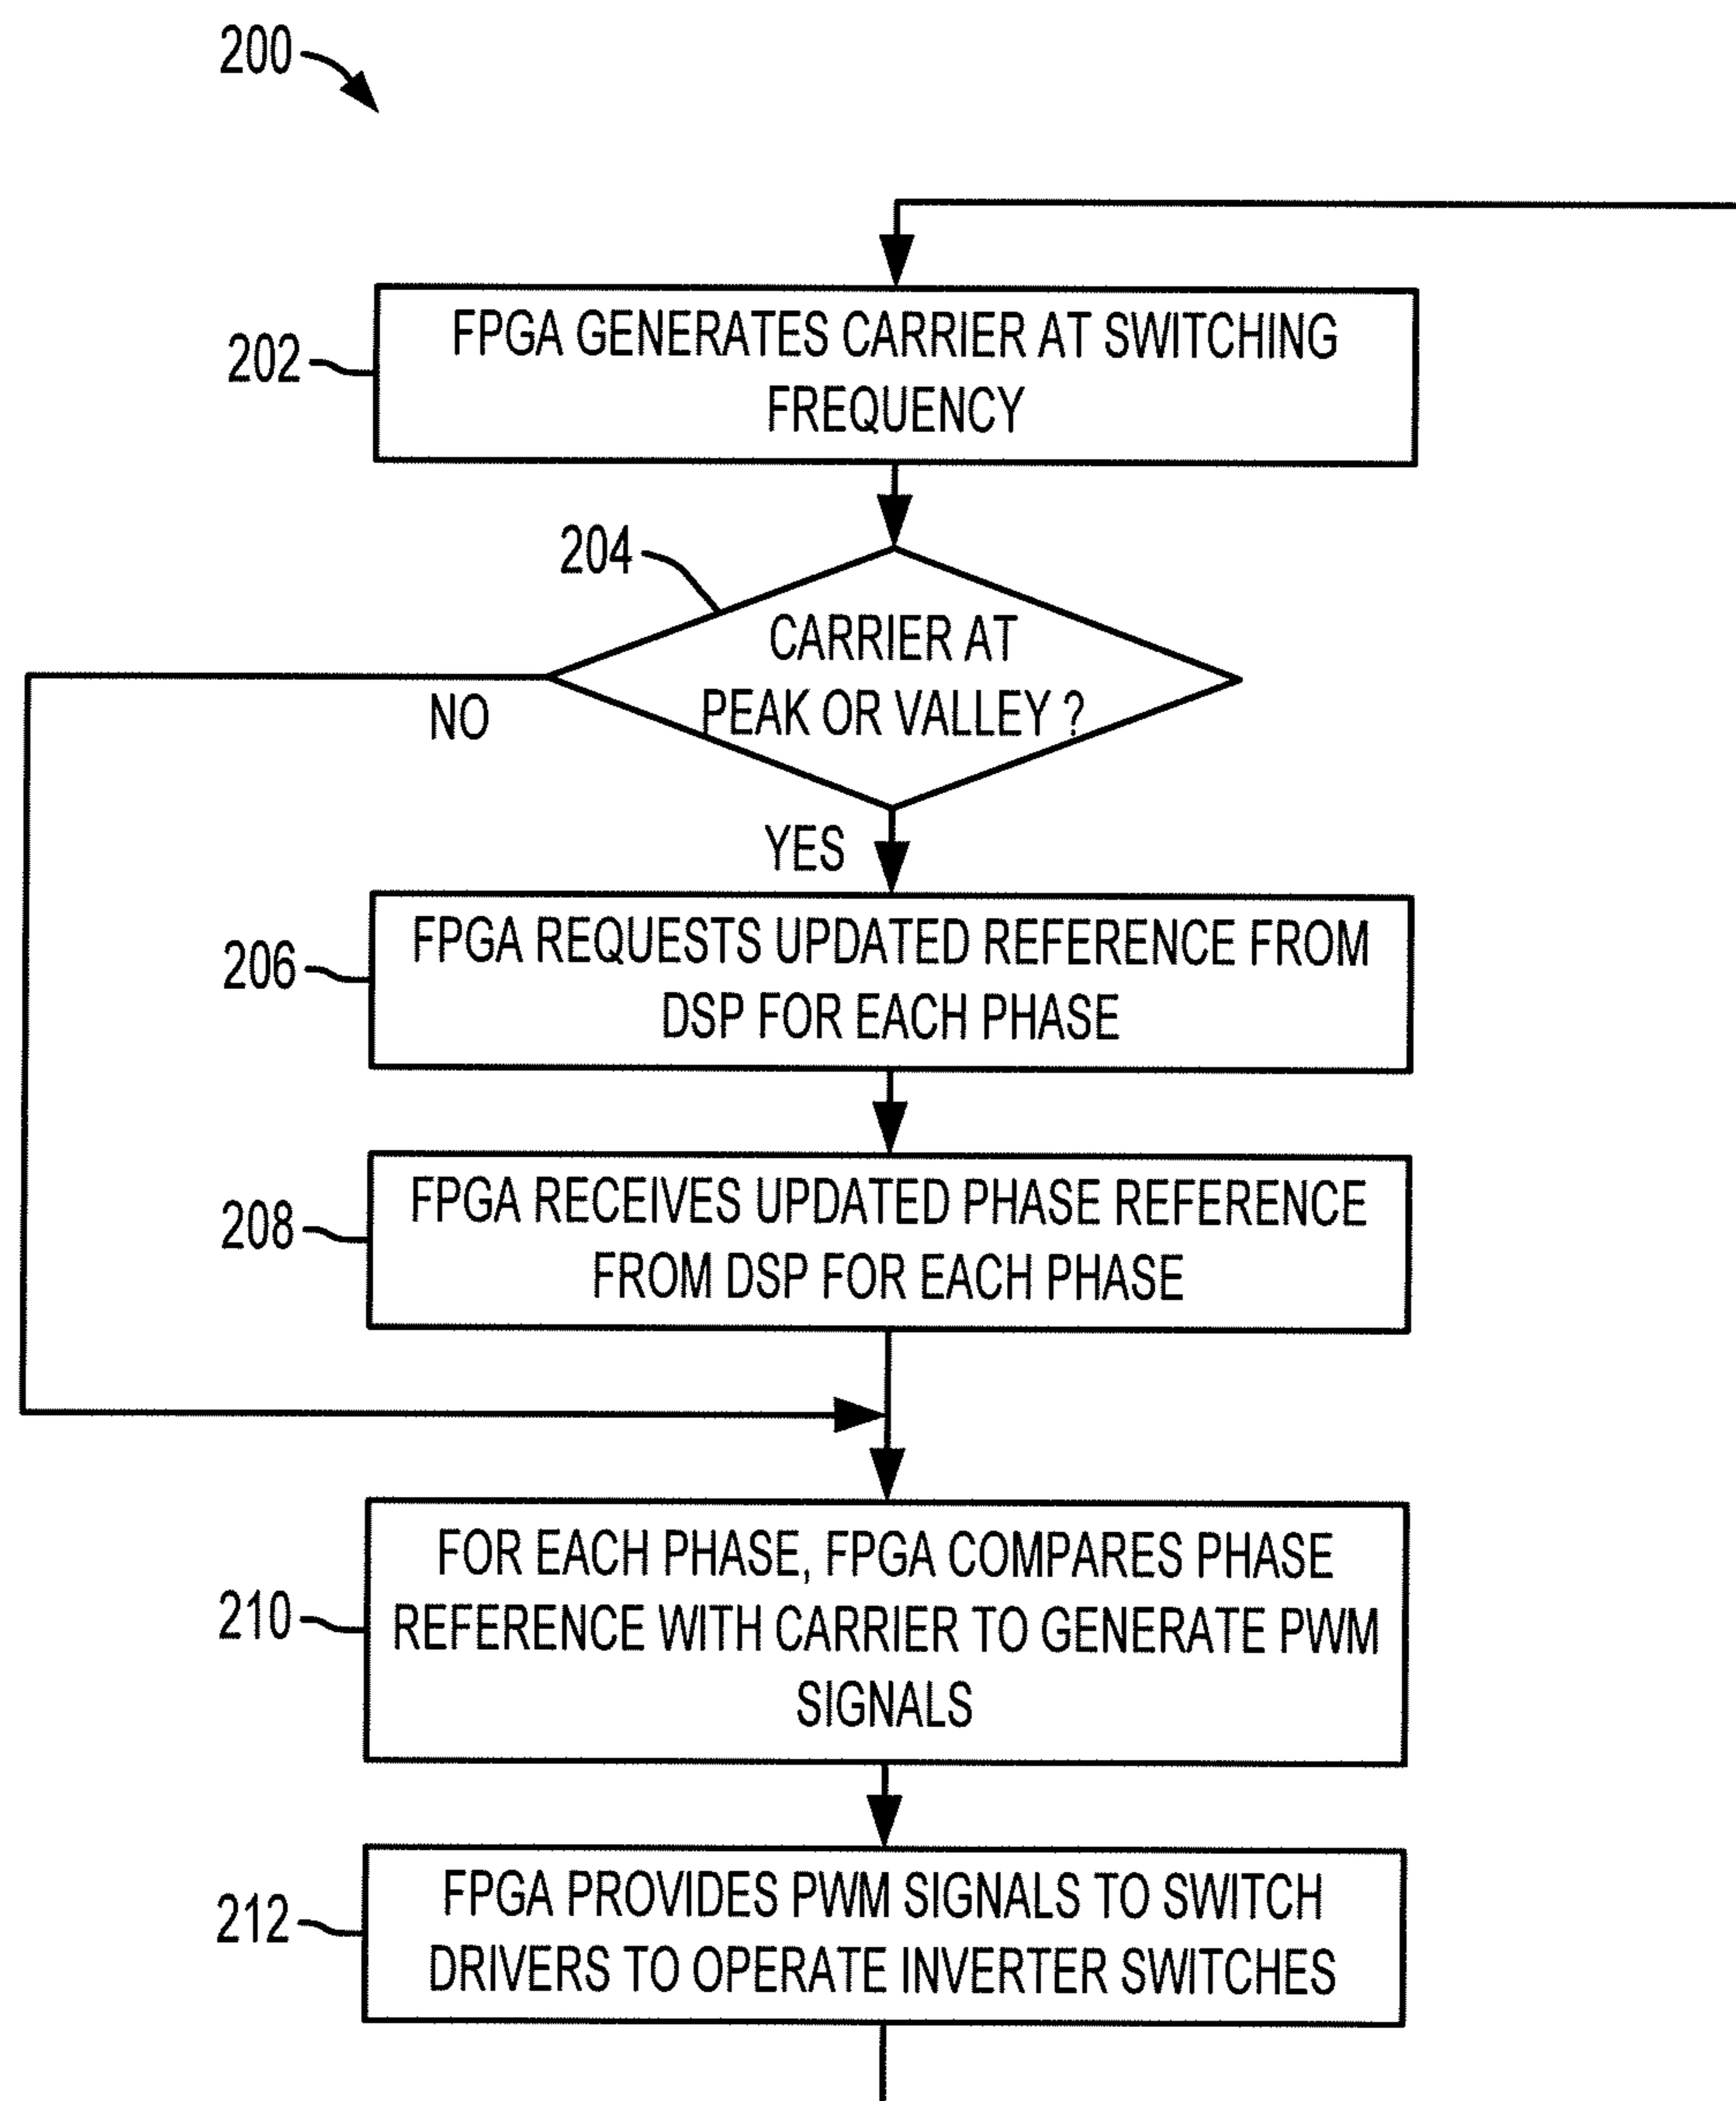 200
202
FPGA GENERATES CARRIER AT SWITCHING
FREQUENCY
204
CARRIER AT
PEAK OR VALLEY ?
NO
YES
206
FPGA REQUESTS UPDATED REFERENCE FROM
DSP FOR EACH PHASE
208
FPGA RECEIVES UPDATED PHASE REFERENCE
FROM DSP FOR EACH PHASE
210
FOR EACH PHASE, FPGA COMPARES PHASE
REFERENCE WITH CARRIER TO GENERATE PWM
SIGNALS
212
FPGA PROVIDES PWM SIGNALS TO SWITCH
DRIVERS TO OPERATE INVERTER SWITCHES